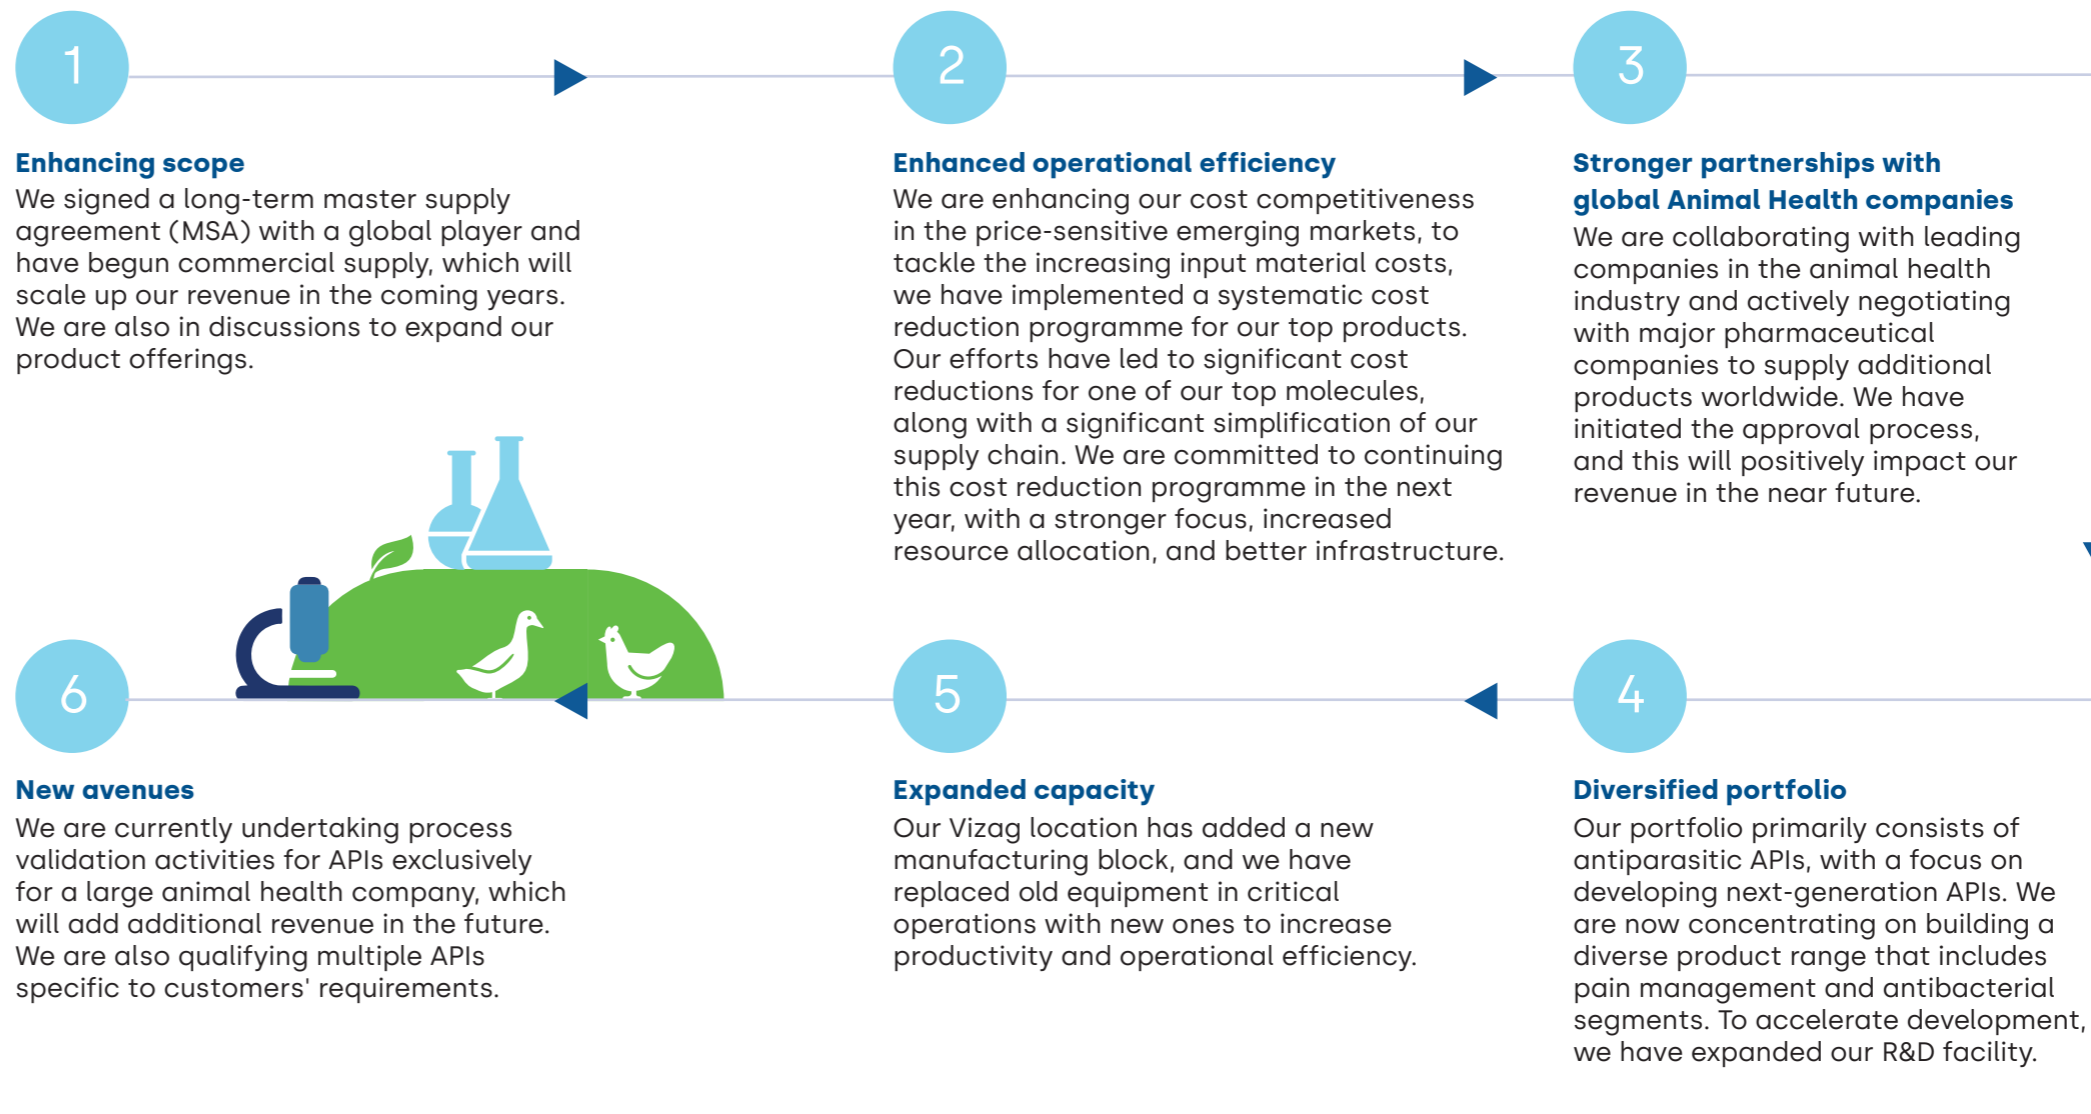 1
Enhancing scope
We signed a long-term master supply
agreement (MSA) with a global player and
have begun commercial supply, which will
scale up our revenue in the coming years.
We are also in discussions to expand our
product offerings.
2
Enhanced operational efficiency
We are enhancing our cost competitiveness
in the price-sensitive emerging markets, to
tackle the increasing input material costs,
we have implemented a systematic cost
reduction programme for our top products.
Our efforts have led to significant cost
reductions for one of our top molecules,
along with a significant simplification of our
supply chain. We are committed to continuing
this cost reduction programme in the next
year, with a stronger focus, increased
resource allocation, and better infrastructure.
3
Stronger partnerships with
global Animal Health companies
We are collaborating with leading
companies in the animal health
industry and actively negotiating
with major pharmaceutical
companies to supply additional
products worldwide. We have
initiated the approval process,
and this will positively impact our
revenue in the near future.
4
Diversified portfolio
Our portfolio primarily consists of
antiparasitic APIs, with a focus on
developing next-generation APIs. We
are now concentrating on building a
diverse product range that includes
pain management and antibacterial
segments. To accelerate development,
we have expanded our R&D facility.
5
Expanded capacity
Our Vizag location has added a new
manufacturing block, and we have
replaced old equipment in critical
operations with new ones to increase
productivity and operational efficiency.
6
New avenues
We are currently undertaking process
validation activities for APIs exclusively
for a large animal health company, which
will add additional revenue in the future.
We are also qualifying multiple APIs
specific to customers' requirements.